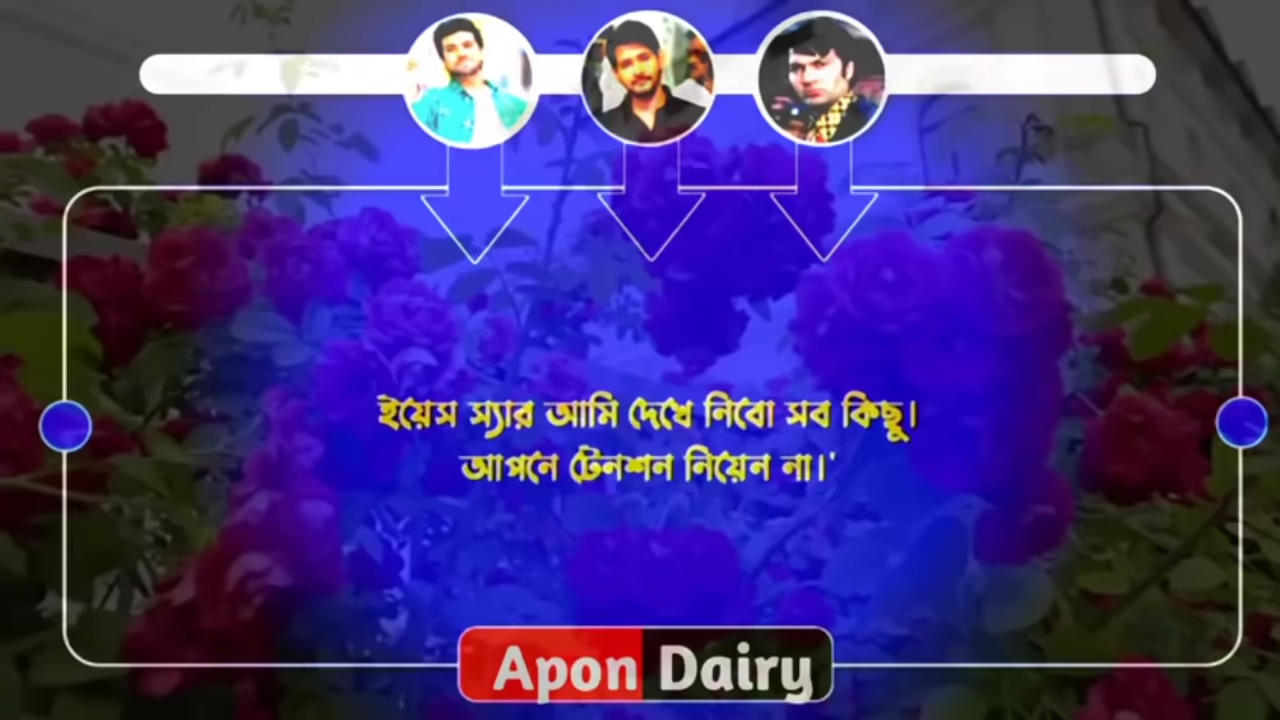 ইয়েস স্যার আমি দেখে নিবো সব কিছু।
আপনে টেনশন নিয়েন না।'
Apon Dairy